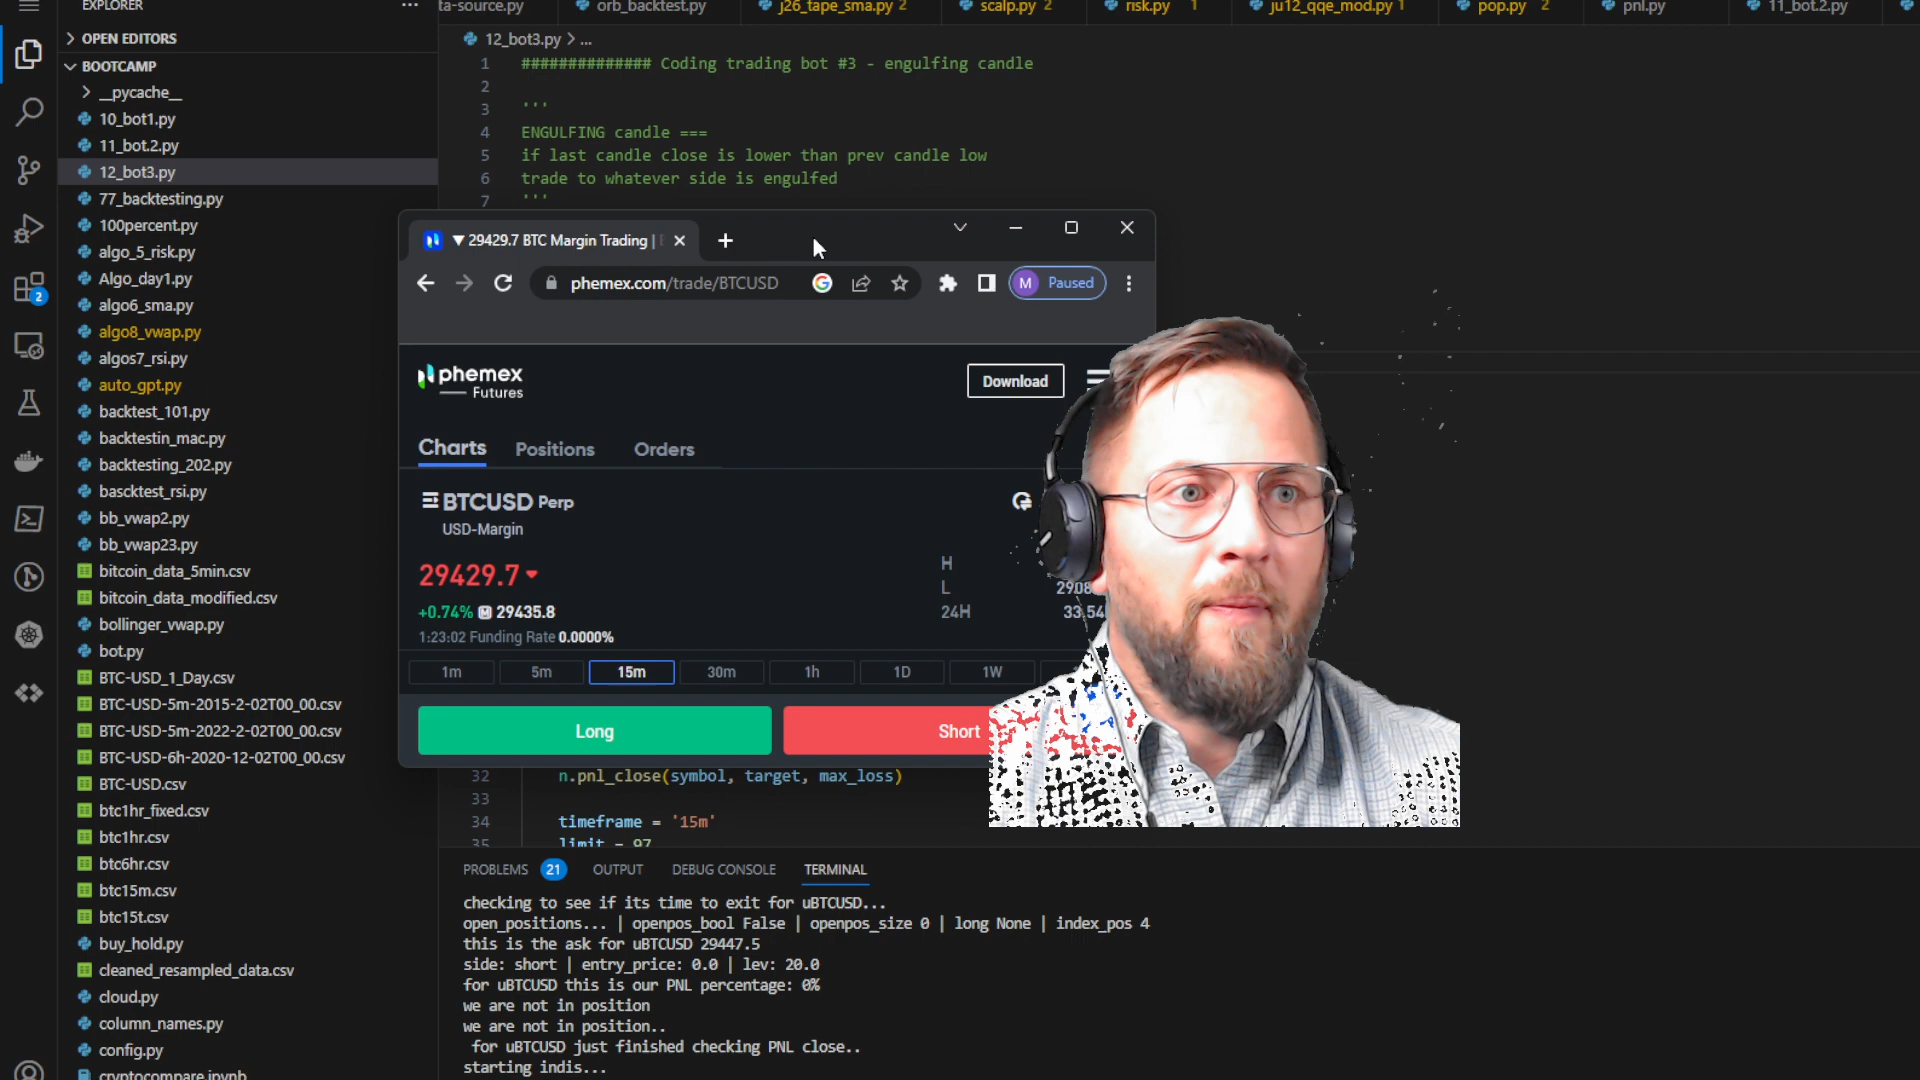 EXPLORER
OPEN EDITORS
BOOTCAMP
__pycache__
10_bot1.py
11_bot.2.py
12_bot3.py
77_backtesting.py
100percent.py
algo_5_risk.py
Algo_day1.py
algo6_sma.py
algo8_vwap.py
algos7_rsi.py
auto_gpt.py
backtest_101.py
backtestin_mac.py
backtesting_202.py
bascktest_rsi.py
bb_vwap2.py
bb_vwap23.py
bitcoin_data_5min.csv
bitcoin_data_modified.csv
bollinger_vwap.py
bot.py
BTC-USD_1_Day.csv
BTC-USD-5m-2015-2-02T00_00.csv
BTC-USD-5m-2022-2-02T00_00.csv
BTC-USD-6h-2020-12-02T00_00.csv
BTC-USD.csv
btc1hr_fixed.csv
btc1hr.csv
btc6hr.csv
btc15m.csv
btc15t.csv
buy_hold.py
cleaned_resampled_data.csv
cloud.py
column_names.py
config.py
cryptocompare.ipynb
2
ta-source.py orb_backtest.py j26_tape_sma.py 2 scalp.py 2 risk.py 1 ju12_qqe_mod.py 1 pop.py 2 pnl.py 11_bot.2.py
12_bot3.py > ...
1 ############## Coding trading bot #3 - engulfing candle
2
3 '''
4 ENGULFING candle ===
5 if last candle close is lower than prev candle low
6 trade to whatever side is engulfed
7 '''
29429.7 BTC Margin Trading |
phemex.com/trade/BTCUSD
M Paused
phemex
Futures
Download
Charts Positions Orders
BTCUSD Perp
USD-Margin
29429.7
+0.74% M 29435.8
1:23:02 Funding Rate 0.0000%
H
L 2908
24H 33.54
1m 5m 15m 30m 1h 1D 1W
Long Short
32 n.pnl_close(symbol, target, max_loss)
33
34 timeframe = '15m'
35 limit = 97
PROBLEMS 21 OUTPUT DEBUG CONSOLE TERMINAL
checking to see if its time to exit for uBTCUSD...
open_positions... | openpos_bool False | openpos_size 0 | long None | index_pos 4
this is the ask for uBTCUSD 29447.5
side: short | entry_price: 0.0 | lev: 20.0
for uBTCUSD this is our PNL percentage: 0%
we are not in position
we are not in position..
for uBTCUSD just finished checking PNL close..
starting indis...